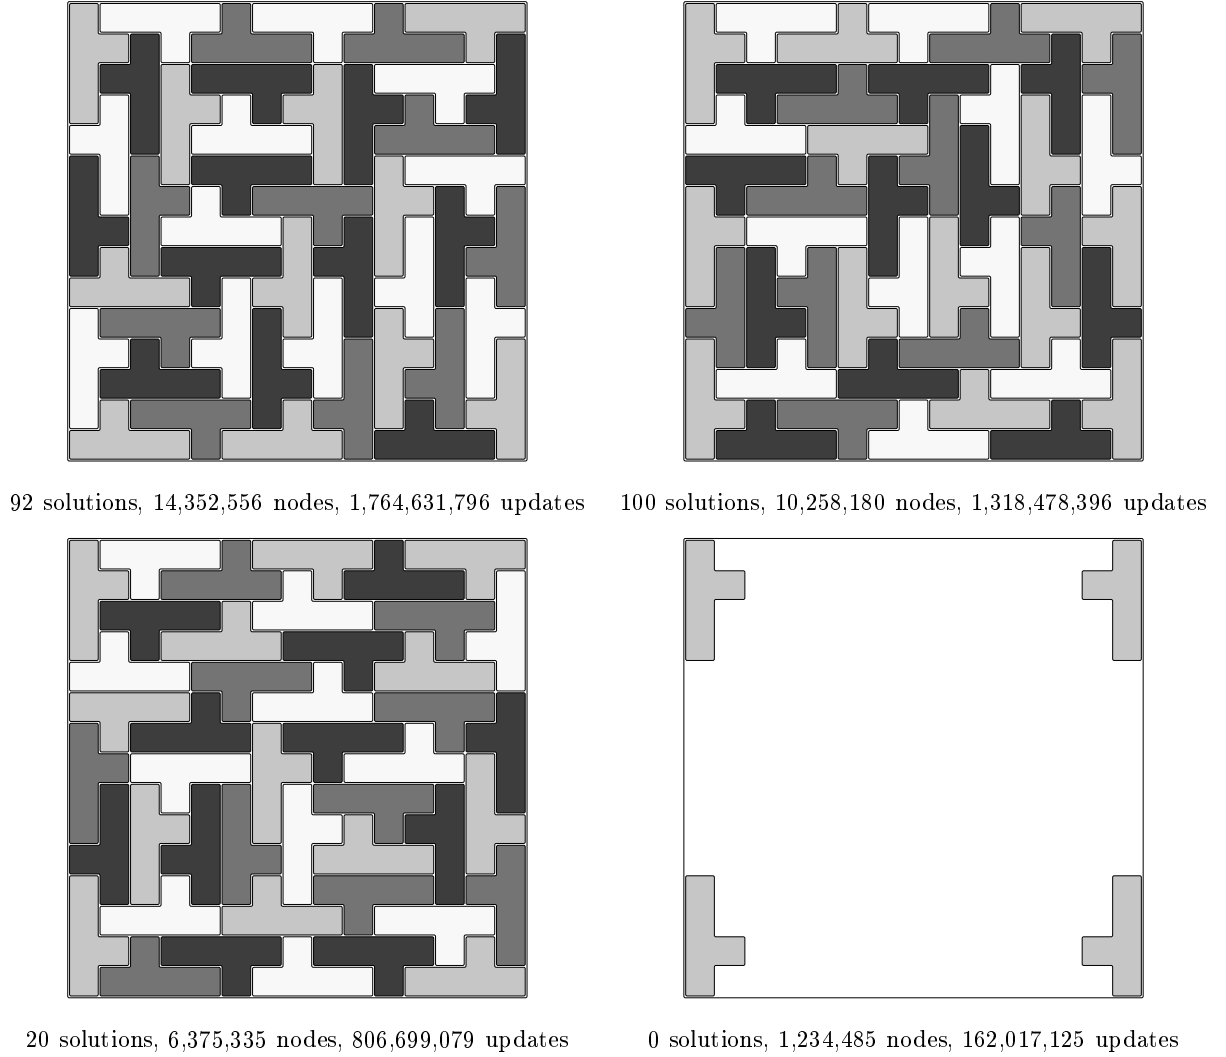 92 solutions, 14,352,556 nodes, 1,764,631,796 updates
100 solutions, 10,258,180 nodes, 1,318,478,396 updates
20 solutions, 6,375,335 nodes, 806,699,079 updates
0 solutions, 1,234,485 nodes, 162,017,125 updates